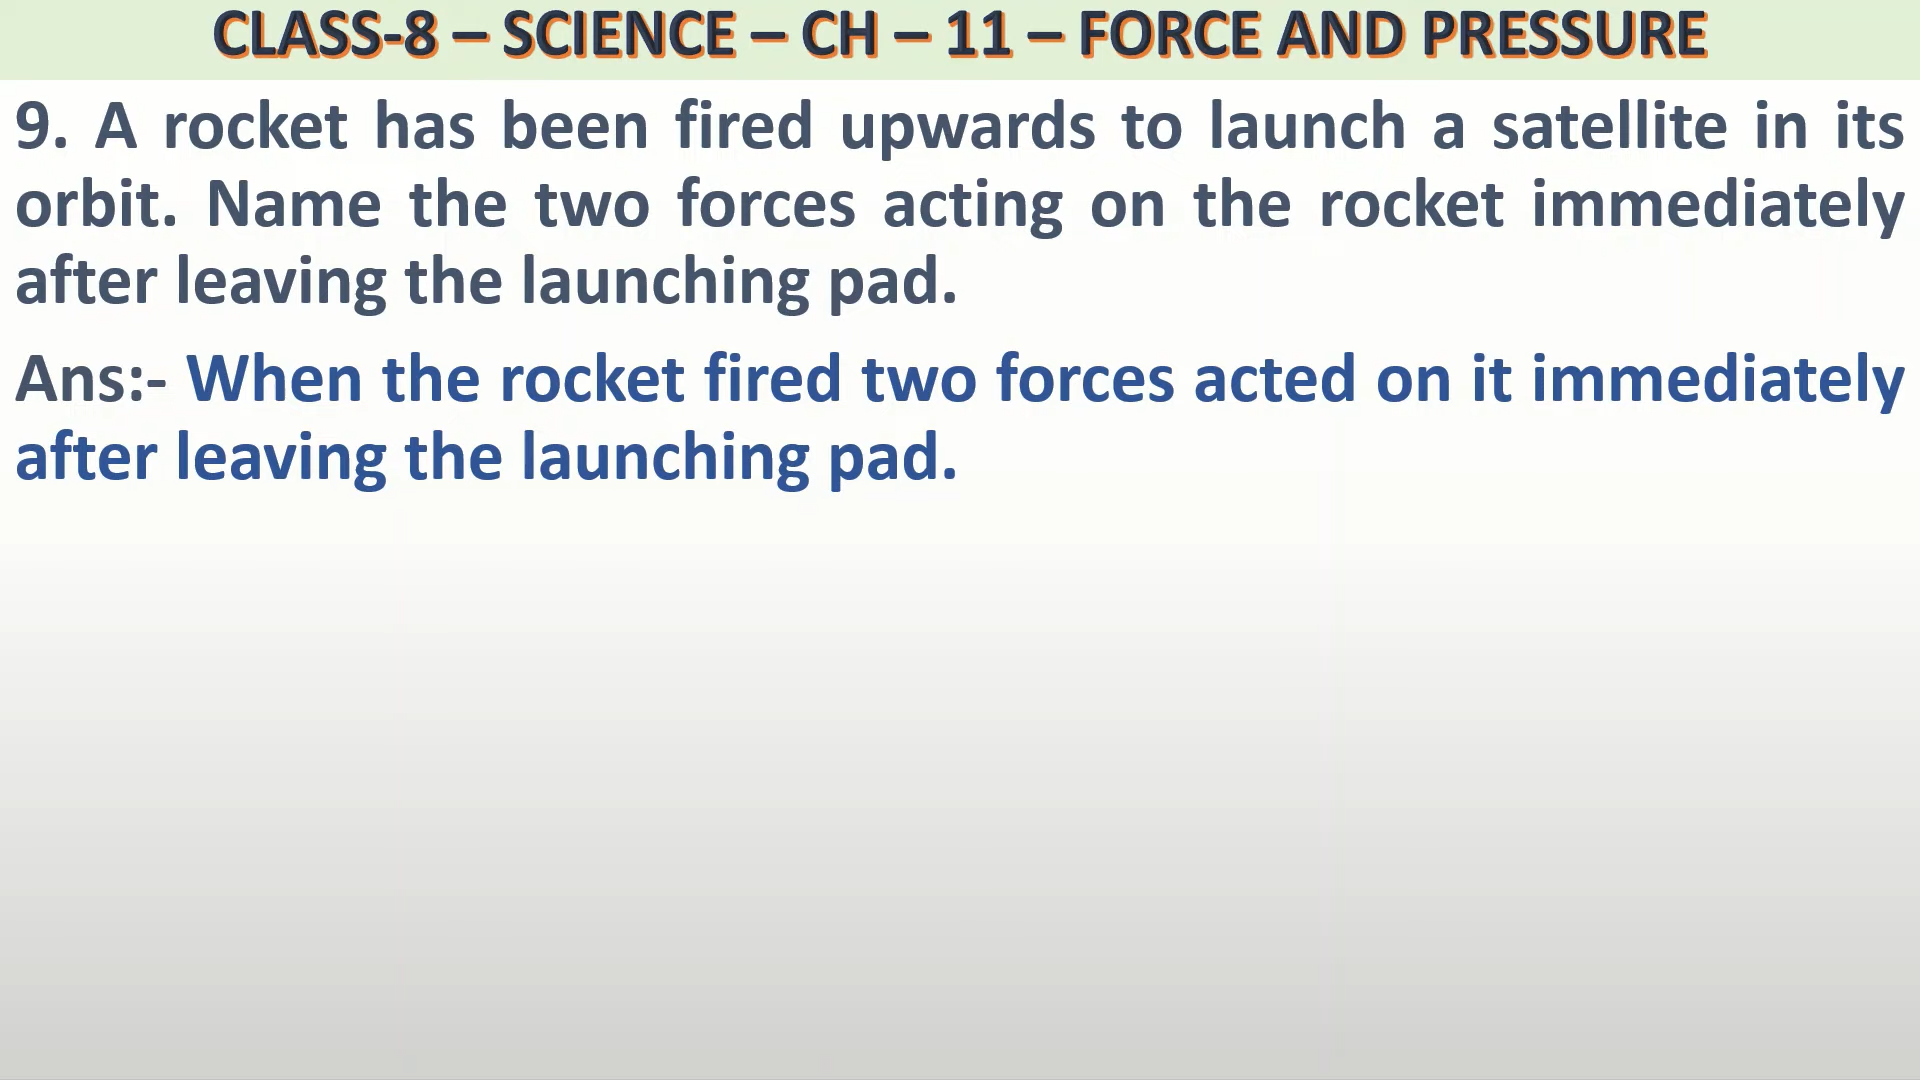 CLASS-8 – SCIENCE – CH – 11 – FORCE AND PRESSURE
9. A rocket has been fired upwards to launch a satellite in its
orbit. Name the two forces acting on the rocket immediately
after leaving the launching pad.
Ans:- When the rocket fired two forces acted on it immediately
after leaving the launching pad.